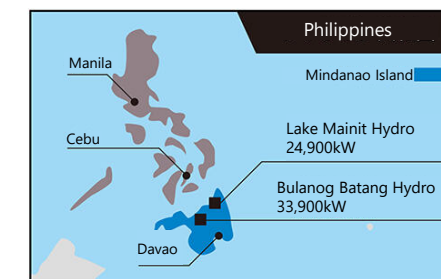 Philippines
Manila
Mindanao Island
Cebu
Lake Mainit Hydro
24,900kW
Bulanog Batang Hydro
33,900kW
Davao